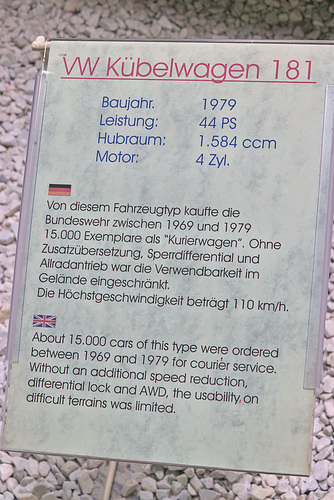 VW Kübelwagen 181
Baujahr. 1979
Leistung: 44 PS
Hubraum: 1.584 ccm
Motor: 4 Zyl.
Von diesem Fahrzeugtyp kaufte die
Bundeswehr zwischen 1969 und 1979
15.000 Exemplare als "Kurierwagen". Ohne
Zusatzübersetzung, Sperrdifferential und
Allradantrieb war die Verwendbarkeit im
Gelände eingeschränkt.
Die Höchstgeschwindigkeit beträgt 110 km/h.
About 15.000 cars of this type were ordered
between 1969 and 1979 for courier service.
Without an additional speed reduction,
differential lock and AWD, the usability on
difficult terrains was limited.